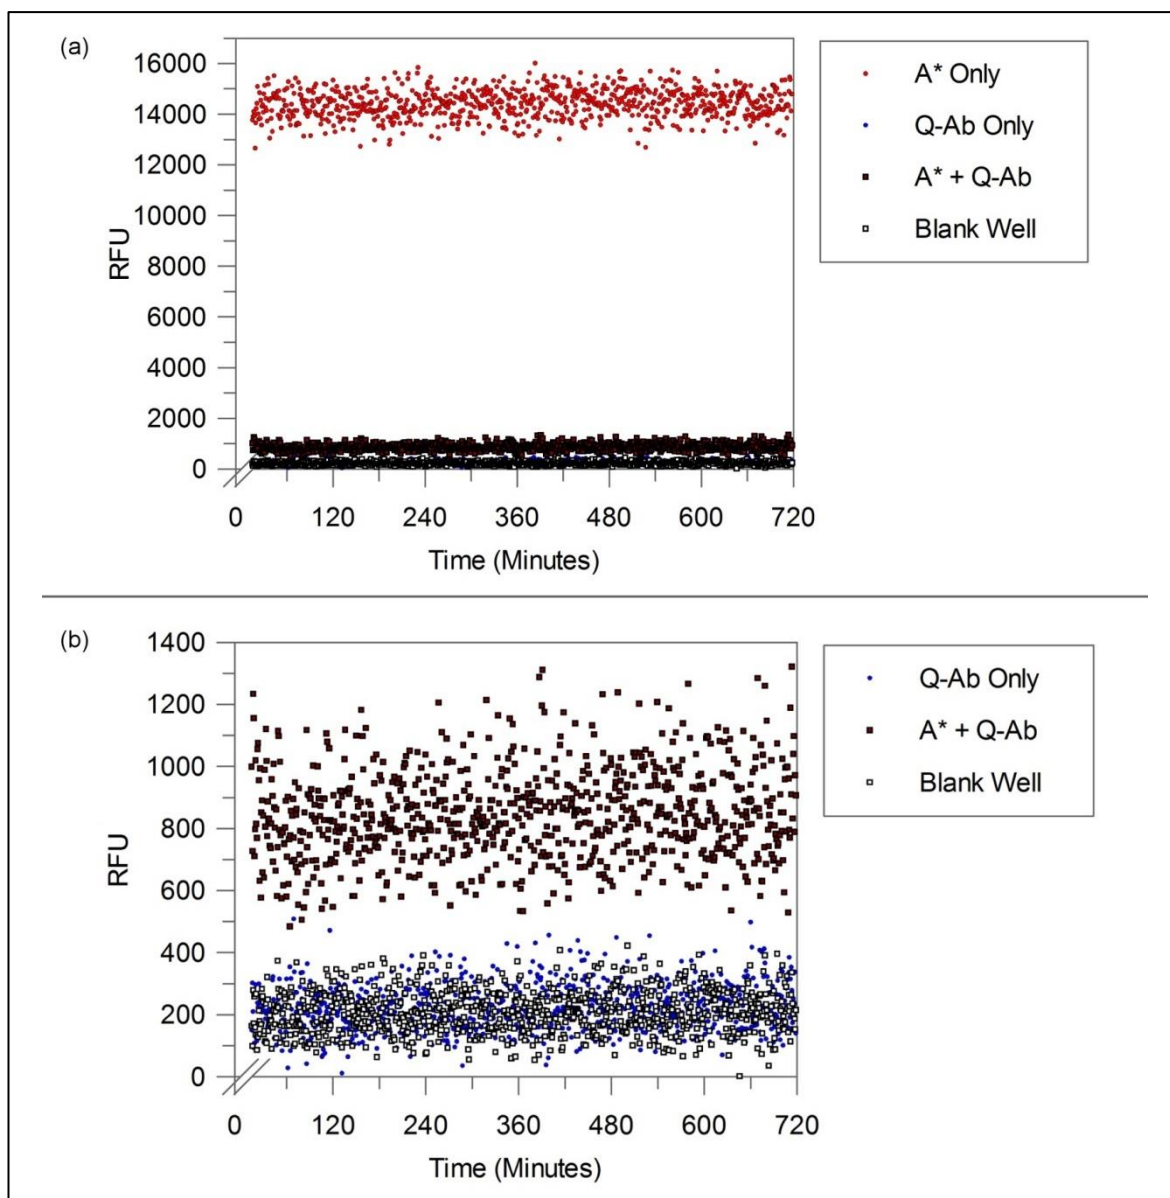 (a)
16000
14000
12000
10000
8000
6000
4000
2000
0
RFU
0 120 240 360 480 600 720
Time (Minutes)
A* Only
Q-Ab Only
A* + Q-Ab
Blank Well
(b)
1400
1200
1000
800
600
400
200
0
RFU
0 120 240 360 480 600 720
Time (Minutes)
Q-Ab Only
A* + Q-Ab
Blank Well